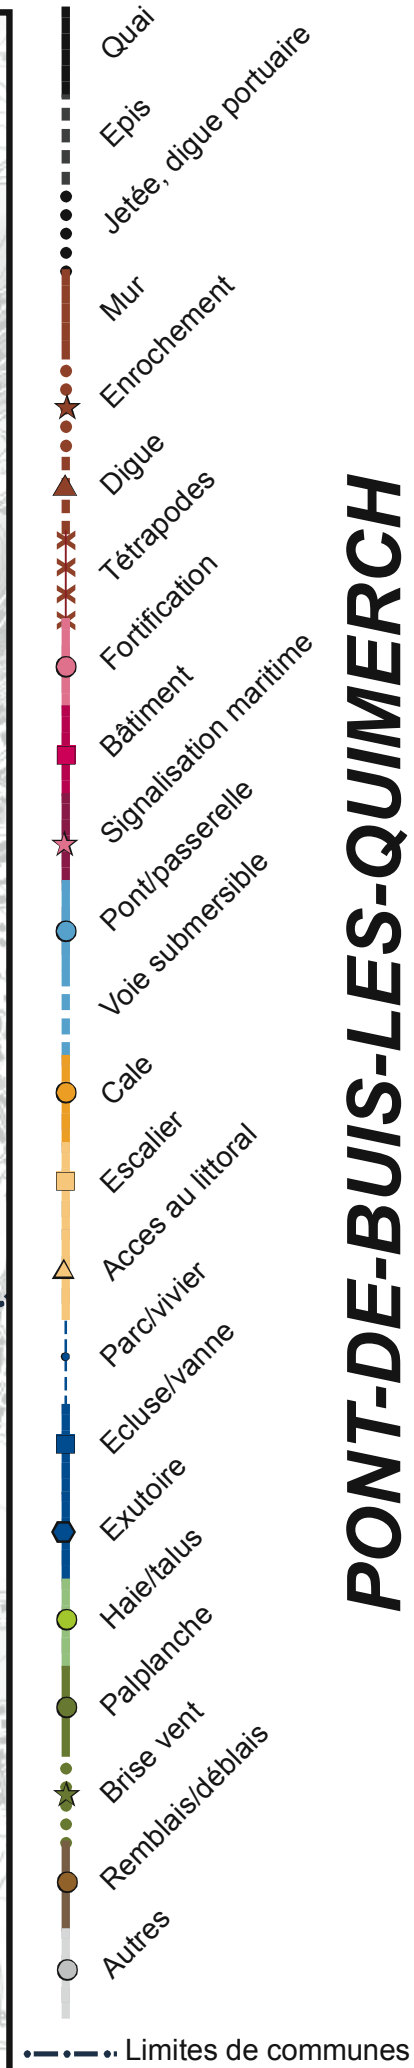 Quai
Epis
Jetée, digue portuaire
Mur
Enrochement
Digue
Tétrapodes
Fortification
Bâtiment
Signalisation maritime
Pont/passerelle
Voie submersible
Cale
Escalier
Acces au littoral
Parc/vivier
Ecluse/vanne
Exutoire
Haie/talus
Palplanche
Brise vent
Remblais/déblais
Autres
Limites de communes
PONT-DE-BUIS-LES-QUIMERCH